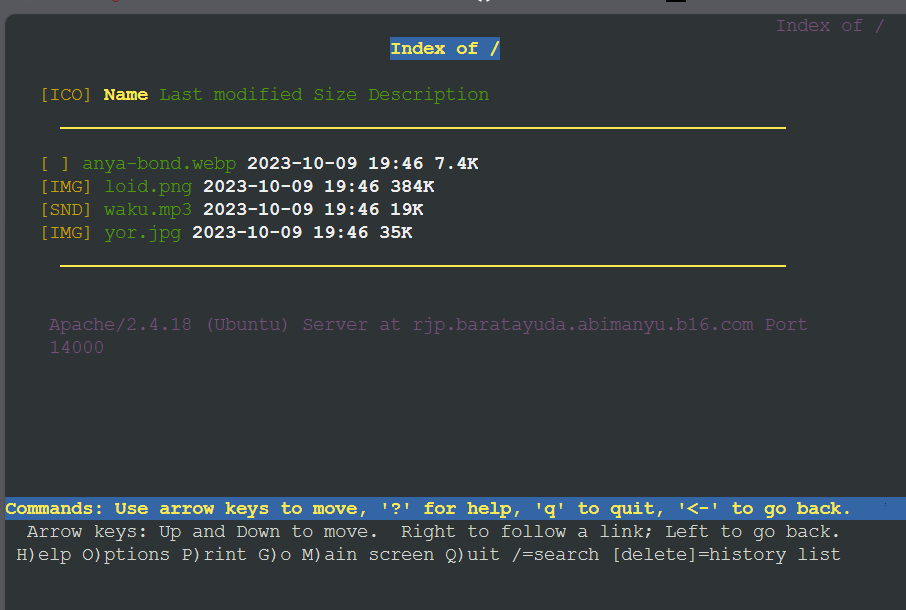 Index of /
Index of /
[ICO] Name Last modified Size Description
[ ] anya-bond.webp 2023-10-09 19:46 7.4K
[IMG] loid.png 2023-10-09 19:46 384K
[SND] waku.mp3 2023-10-09 19:46 19K
[IMG] yor.jpg 2023-10-09 19:46 35K
Apache/2.4.18 (Ubuntu) Server at rjp.baratayuda.abimanyu.b16.com Port
14000
Commands: Use arrow keys to move, '?' for help, 'q' to quit, '<-' to go back.
Arrow keys: Up and Down to move.  Right to follow a link; Left to go back.
H)elp O)ptions P)rint G)o M)ain screen Q)uit /=search [delete]=history list